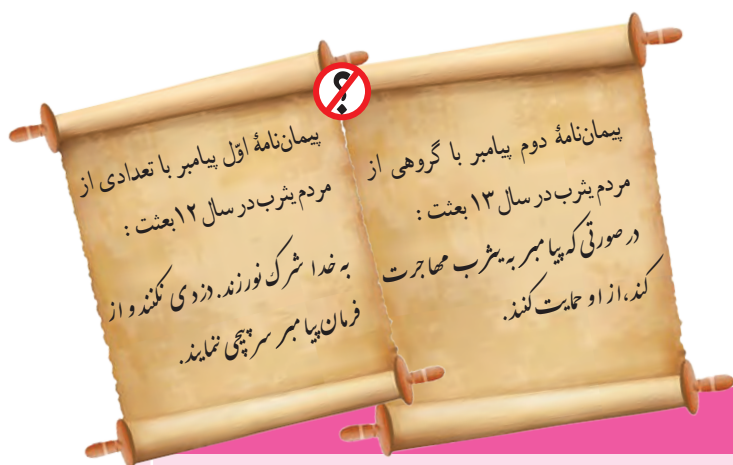 ؟
پیمان‌نامهٔ دوم پیامبر با گروهی از
مردم یثرب در سال ۱۳ بعثت :
در صورتی که پیامبر به یثرب مهاجرت
کند، از او حمایت کنند.
پیمان‌نامهٔ اوّل پیامبر با تعدادی از
مردم یثرب در سال ۱۲ بعثت :
به خدا شرک نورزند. دزدی نکنند و از
فرمان پیامبر سرپیچی ننمایند.